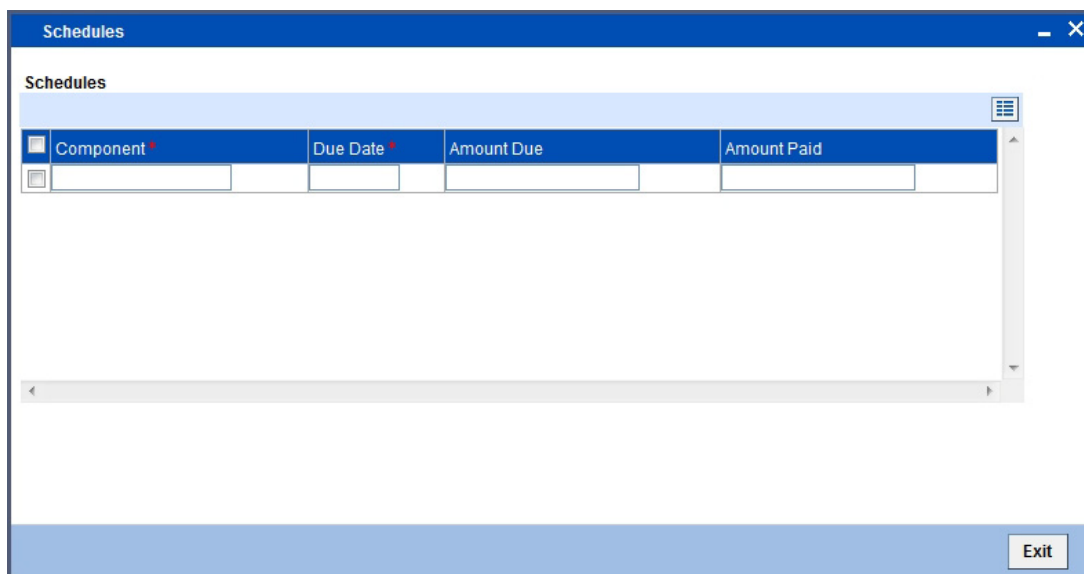 Schedules
Schedules
Component* Due Date* Amount Due Amount Paid
Exit